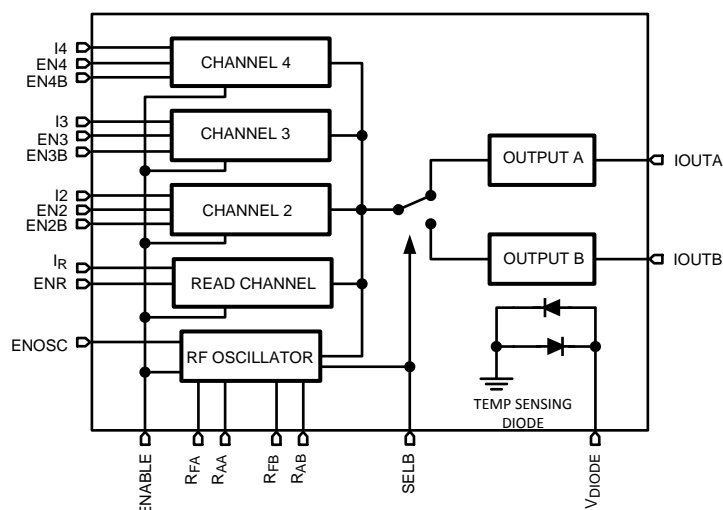 I4
EN4
EN4B
CHANNEL 4
I3
EN3
EN3B
CHANNEL 3
I2
EN2
EN2B
CHANNEL 2
IR
ENR
READ CHANNEL
ENOSC
RF OSCILLATOR
OUTPUT A
IOUTA
OUTPUT B
IOUTB
TEMP SENSING
DIODE
ENABLE
RFA
RAA
RFB
RAB
SELB
VDIODE